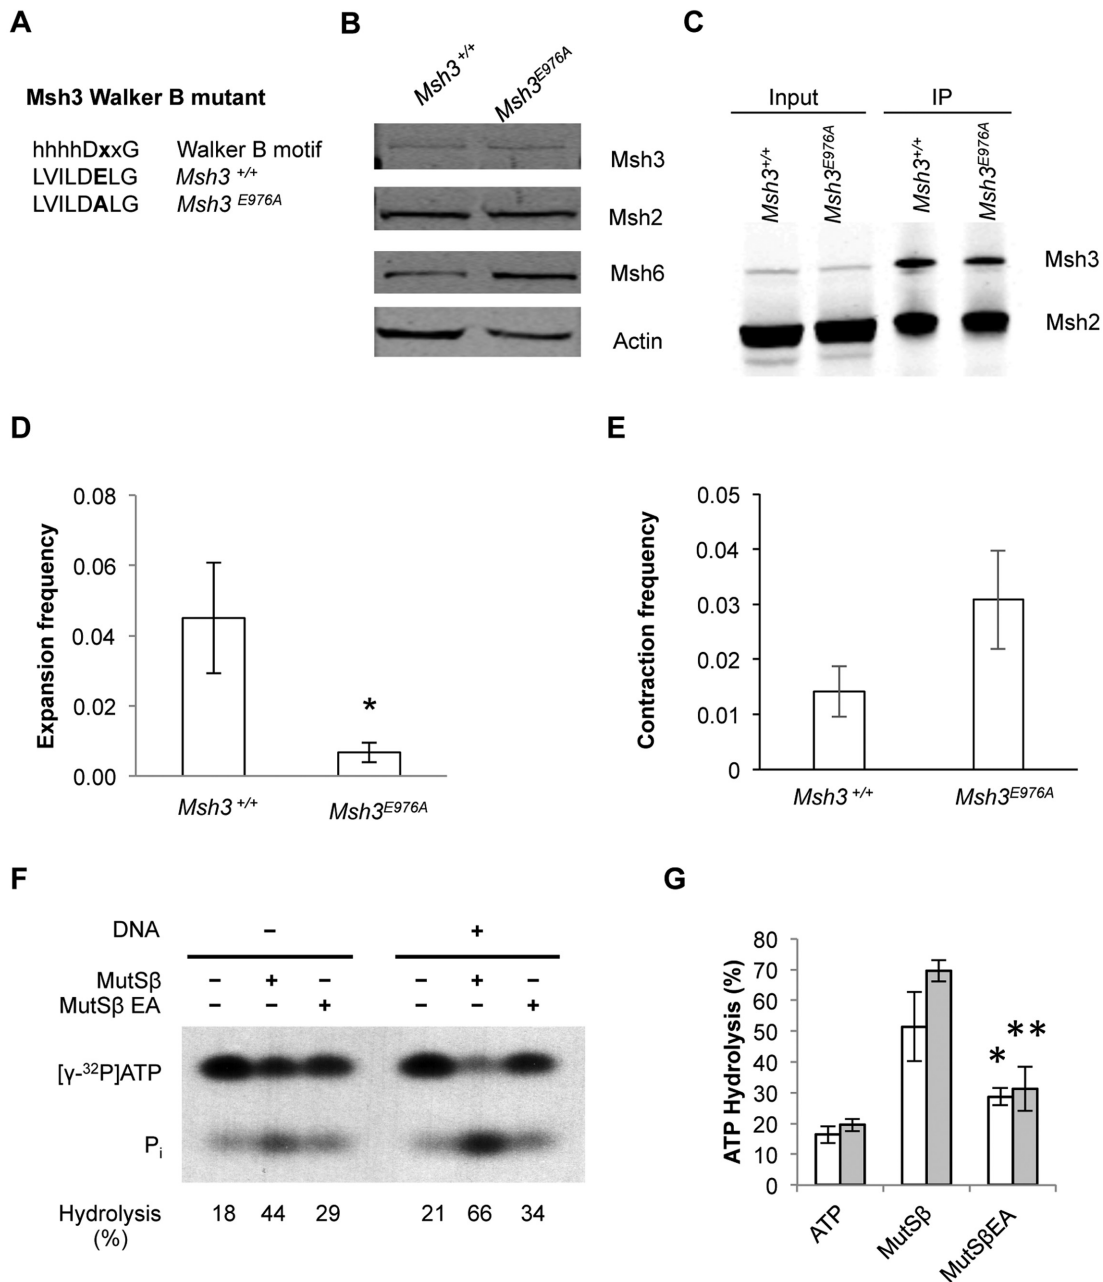 A
Msh3 Walker B mutant
hhhhDxxG Walker B motif
LVILDELG Msh3 +/+
LVILDALG Msh3 E976A
B
Msh3+/+ Msh3E976A
Msh3
Msh2
Msh6
Actin
C
Input IP
Msh3+/+ Msh3E976A Msh3+/+ Msh3E976A
Msh3
Msh2
D
Expansion frequency
0.08
0.06
0.04
0.02
0.00
*
Msh3 +/+ Msh3E976A
E
Contraction frequency
0.05
0.04
0.03
0.02
0.01
0
Msh3 +/+ Msh3E976A
F
DNA − +
MutSβ − + − − + −
MutSβ EA − − + − − +
[γ-32P]ATP
Pi
Hydrolysis 18 44 29 21 66 34
(%)
G
ATP Hydrolysis (%)
80
70
60
50
40
30
20
10
0
* **
ATP MutSβ MutSβEA